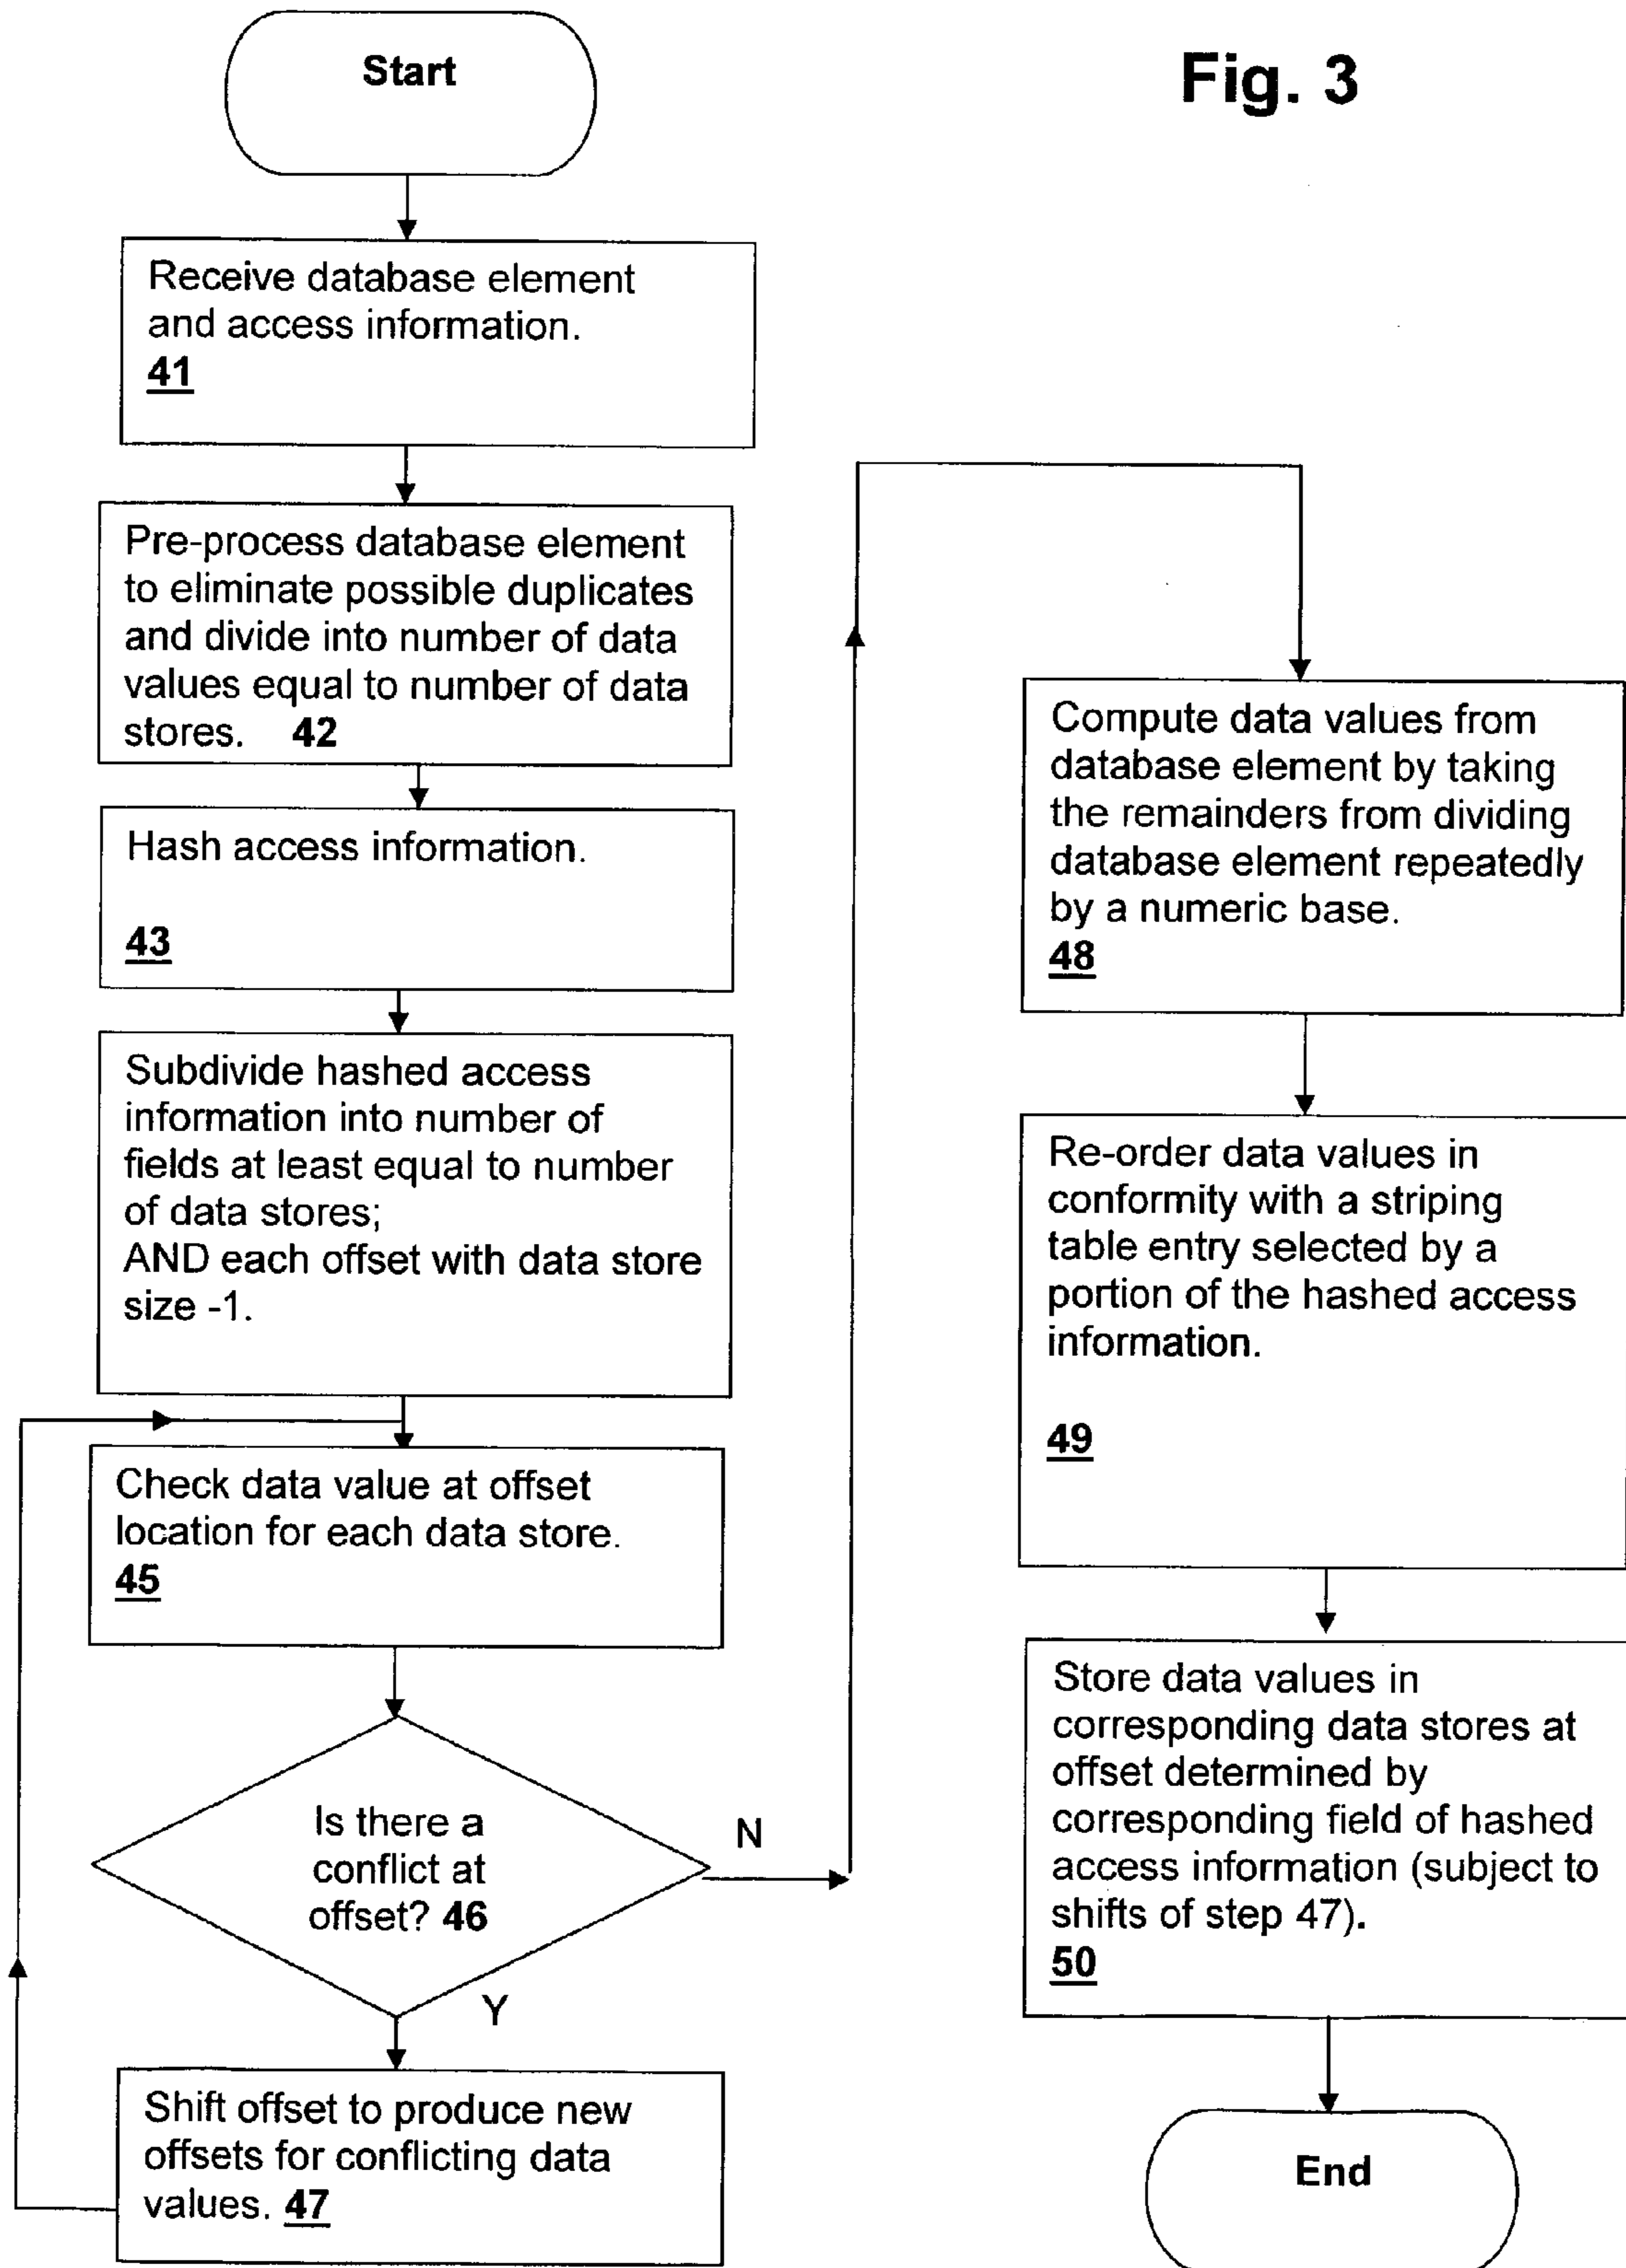 Fig. 3
Start
Receive database element
and access information.
41
Pre-process database element
to eliminate possible duplicates
and divide into number of data
values equal to number of data
stores. 42
Hash access information.
43
Subdivide hashed access
information into number of
fields at least equal to number
of data stores;
AND each offset with data store
size -1.
Check data value at offset
location for each data store.
45
Is there a
conflict at
offset? 46
N
Y
Shift offset to produce new
offsets for conflicting data
values. 47
Compute data values from
database element by taking
the remainders from dividing
database element repeatedly
by a numeric base.
48
Re-order data values in
conformity with a striping
table entry selected by a
portion of the hashed access
information.
49
Store data values in
corresponding data stores at
offset determined by
corresponding field of hashed
access information (subject to
shifts of step 47).
50
End